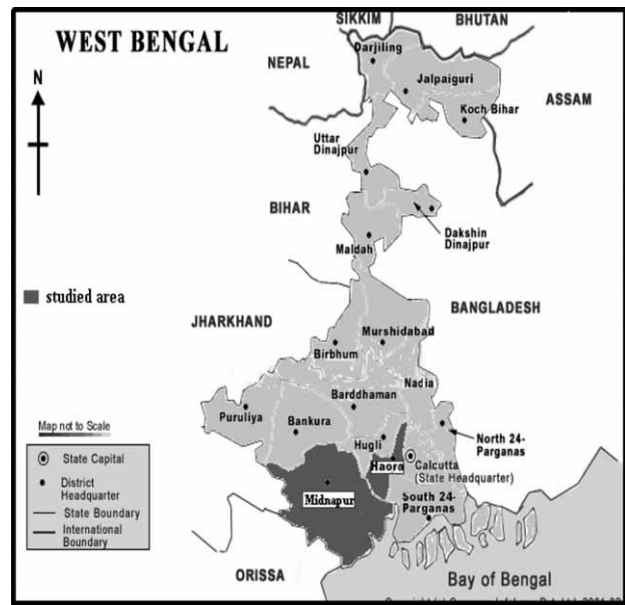 WEST BENGAL
SIKKIM
BHUTAN
NEPAL
Darjiling
Jalpaiguri
Koch Bihar
ASSAM
N
Uttar
Dinajpur
BIHAR
Dakshin
Dinajpur
Maldah
studied area
BANGLADESH
JHARKHAND
Murshidabad
Birbhum
Nadia
Barddhaman
Puruliya
Bankura
Hugli
North 24-
Parganas
Map not to Scale
State Capital
District
Headquarter
State Boundary
International
Boundary
Haora
Calcutta
(State Headquarter)
Midnapur
South 24-
Parganas
ORISSA
Bay of Bengal